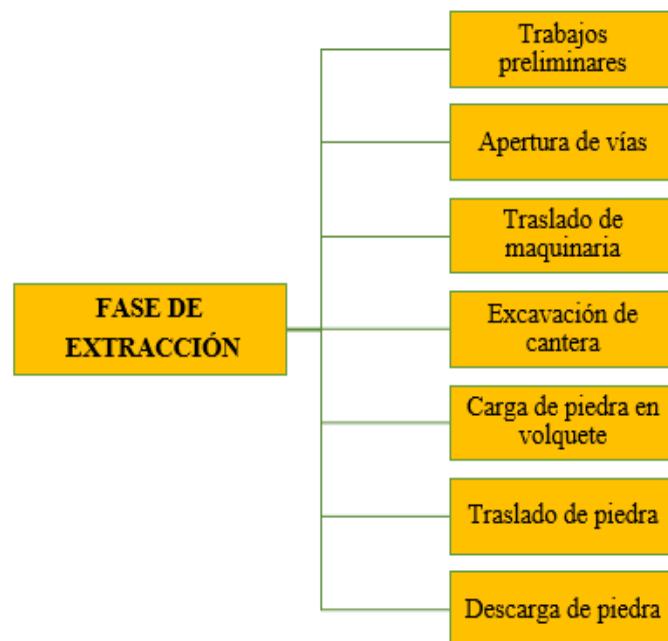 FASE DE
EXTRACCIÓN
Trabajos
preliminares
Apertura de vías
Traslado de
maquinaria
Excavación de
cantera
Carga de piedra en
volquete
Traslado de piedra
Descarga de piedra